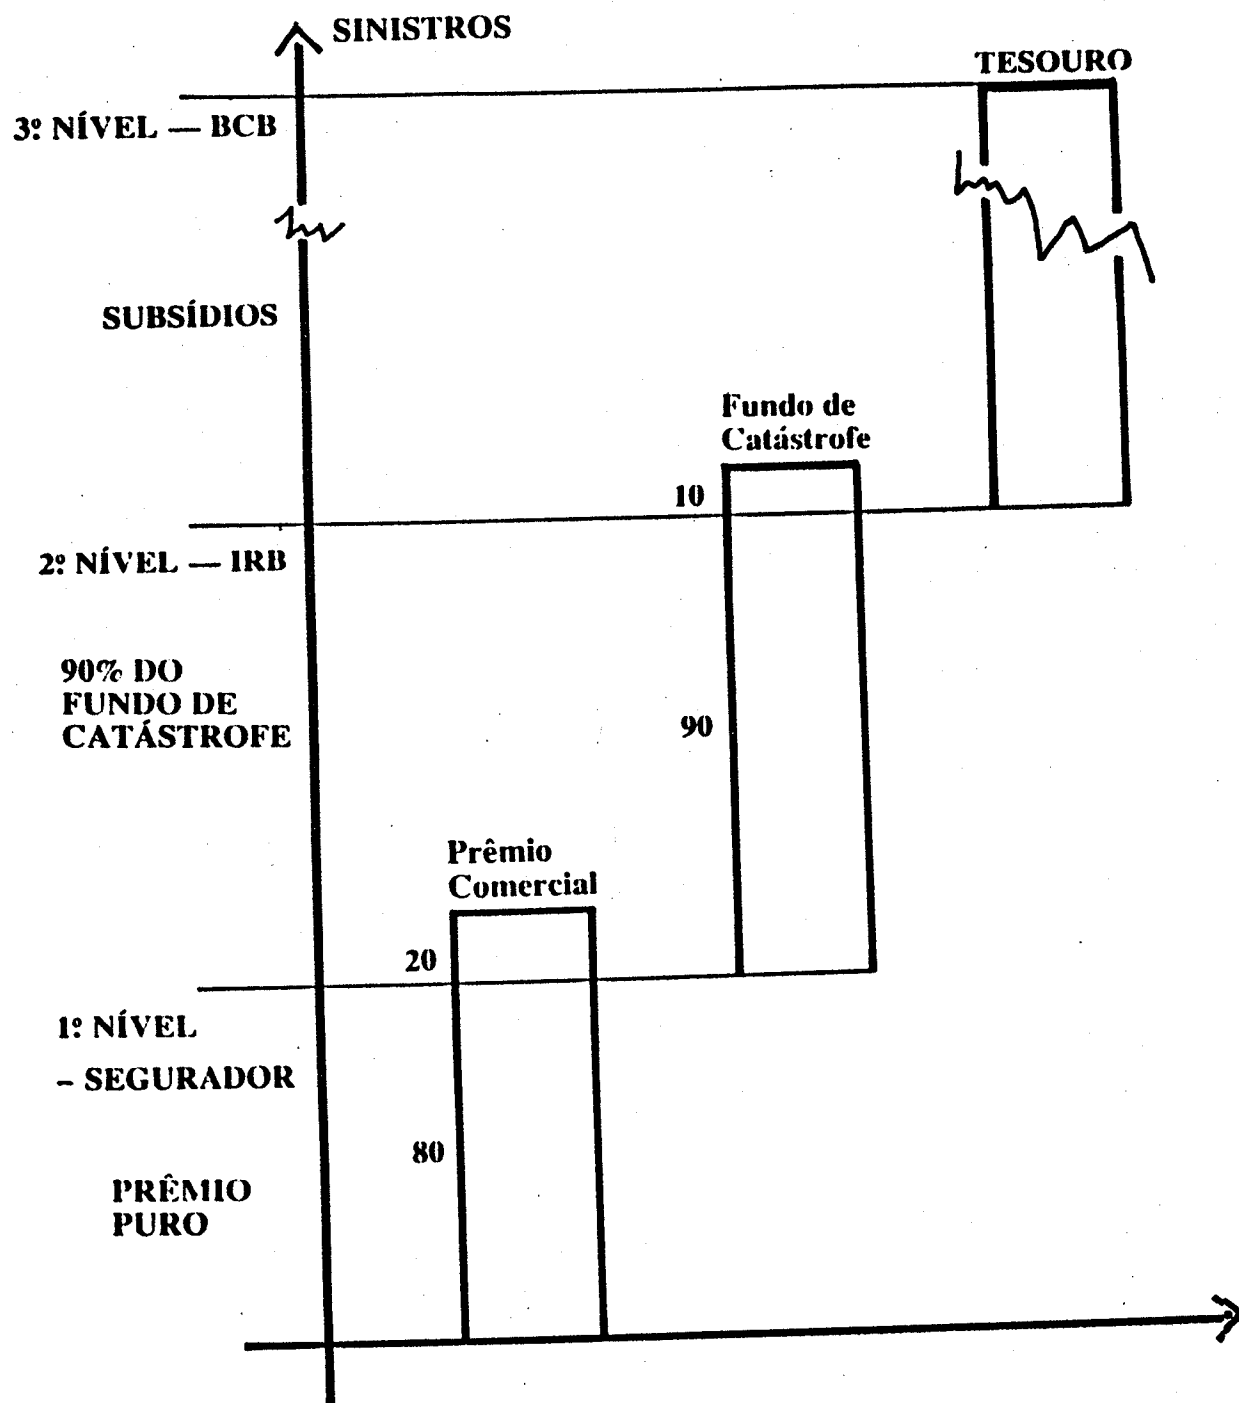 SINISTROS
TESOURO
3º NÍVEL — BCB
SUBSÍDIOS
Fundo de
Catástrofe
10
2º NÍVEL — IRB
90% DO
FUNDO DE
CATÁSTROFE
90
Prêmio
Comercial
20
1º NÍVEL
– SEGURADOR
80
PRÊMIO
PURO